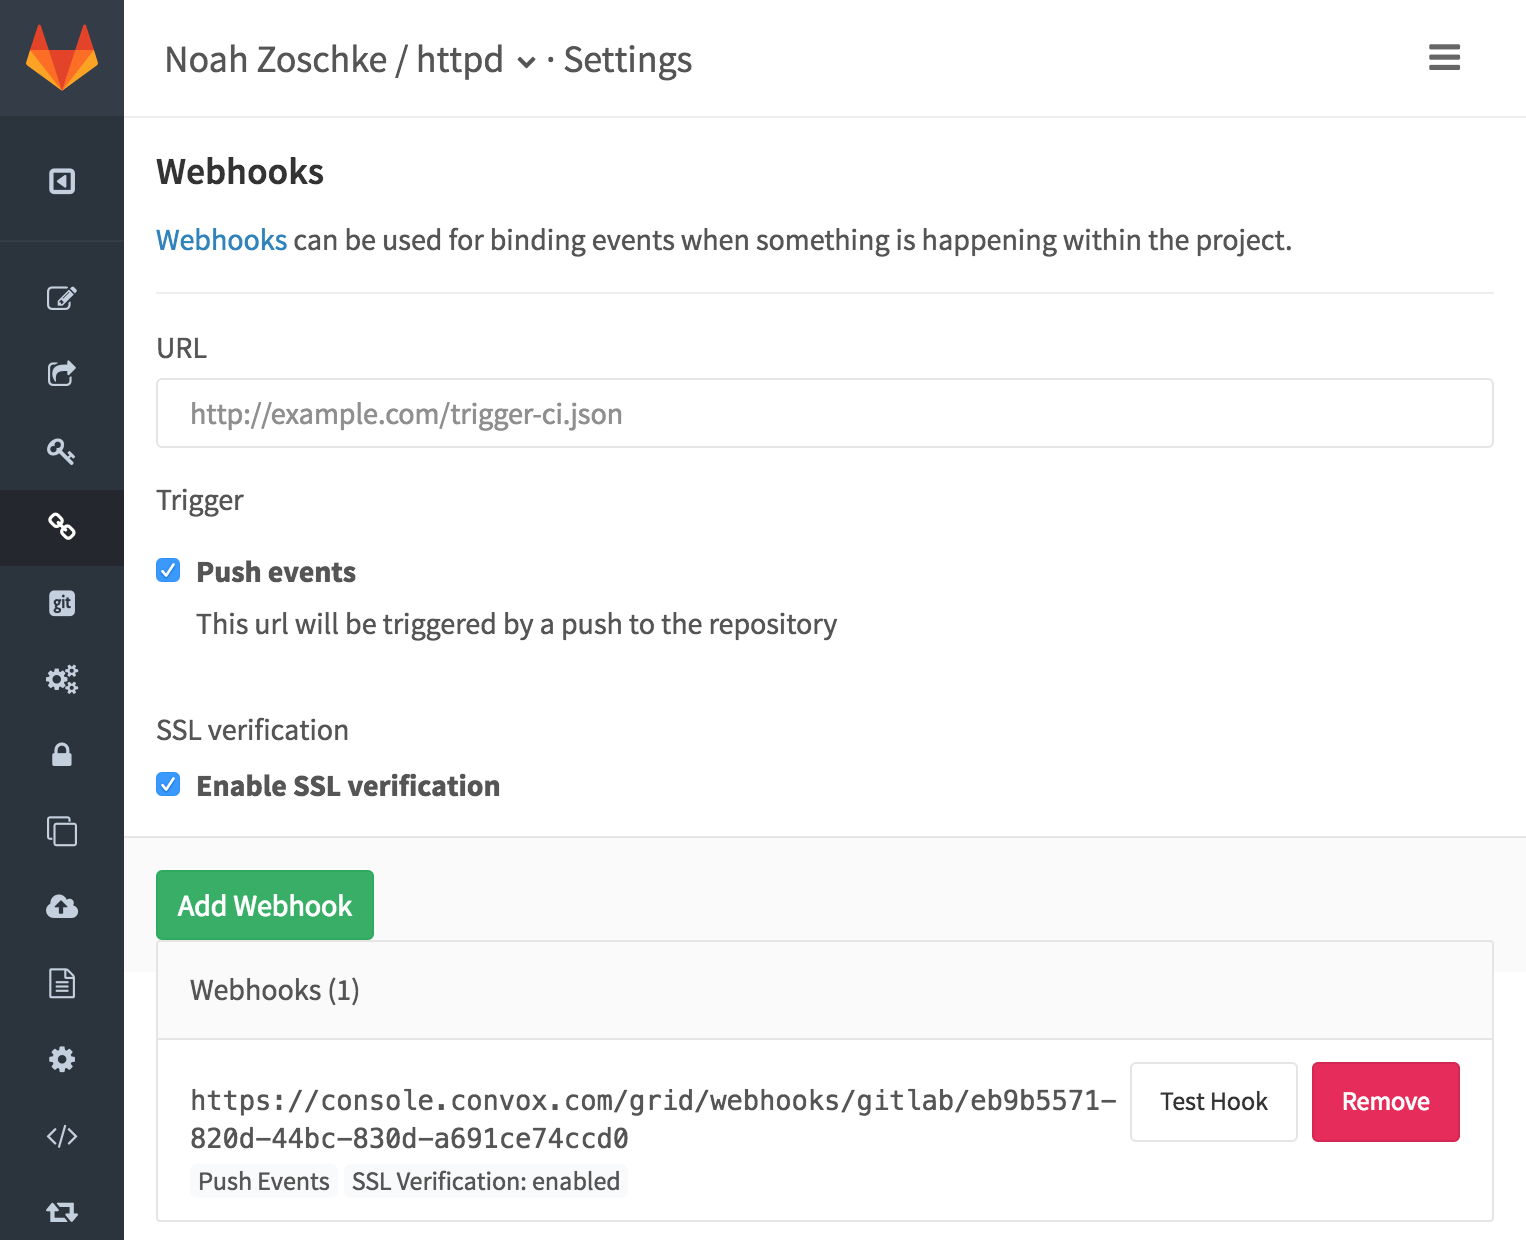 Noah Zoschke / httpd · Settings
Webhooks
Webhooks can be used for binding events when something is happening within the project.
URL
http://example.com/trigger-ci.json
Trigger
Push events
This url will be triggered by a push to the repository
git
SSL verification
Enable SSL verification
Add Webhook
Webhooks (1)
https://console.convox.com/grid/webhooks/gitlab/eb9b5571-
820d-44bc-830d-a691ce74ccd0
Test Hook
Remove
Push Events SSL Verification: enabled